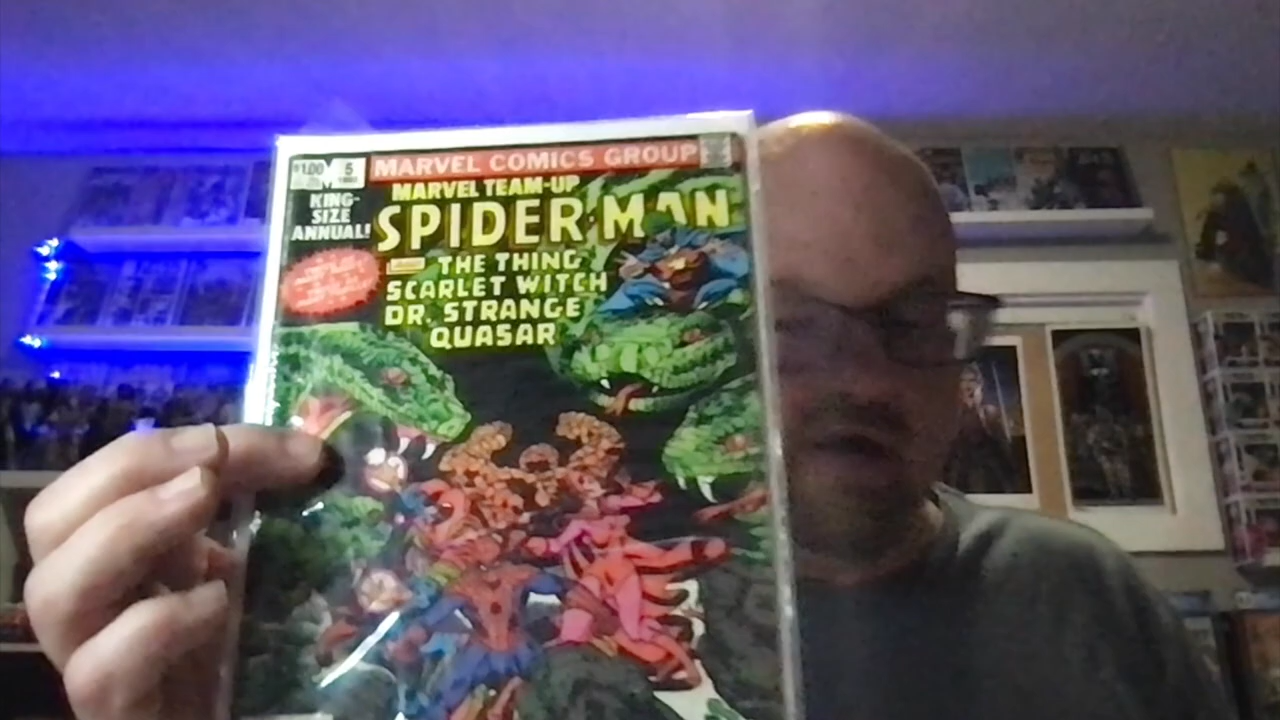 $1.00
5
1980
MARVEL COMICS GROUP
KING-
SIZE
ANNUAL!
MARVEL TEAM-UP
SPIDER-MAN
THE THING
SCARLET WITCH
DR. STRANGE
QUASAR